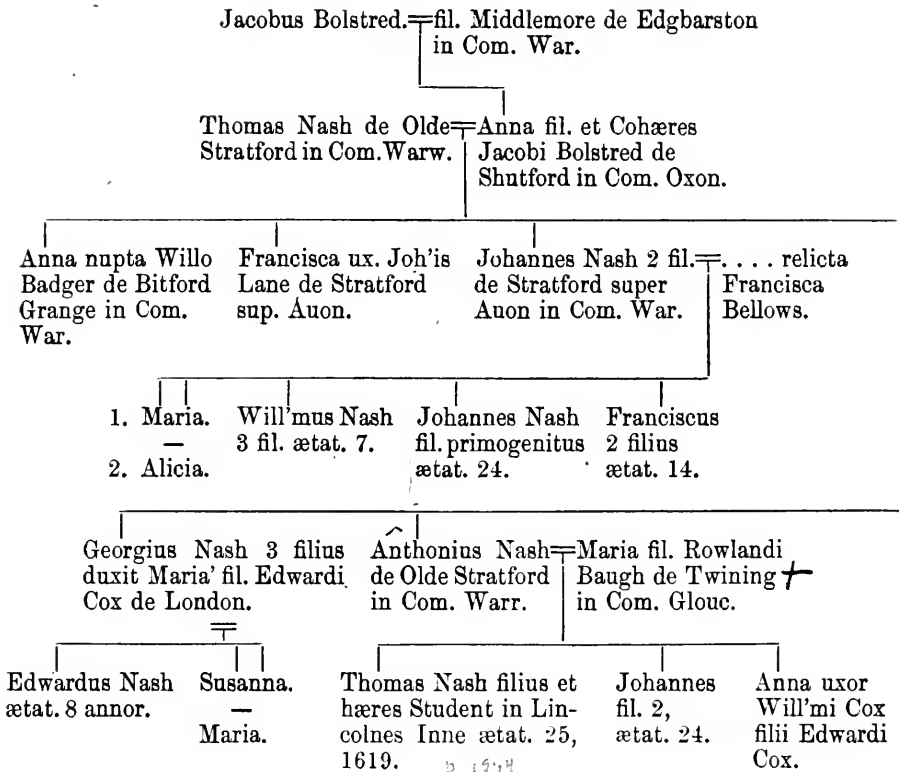 Jacobus Bolstred.
fil. Middlemore de Edgbarston
in Com. War.
Thomas Nash de Olde
Stratford in Com. Warw.
Anna fil. et Cohæres
Jacobi Bolstred de
Shutford in Com. Oxon.
Anna nupta Willo
Badger de Bitford
Grange in Com.
War.
Francisca ux. Joh'is
Lane de Stratford
sup. Auon.
Johannes Nash 2 fil.
de Stratford super
Auon in Com. War.
. . . . relicta
Francisca
Bellows.
1. Maria.
—
2. Alicia.
Will'mus Nash
3 fil. ætat. 7.
Johannes Nash
fil. primogenitus
ætat. 24.
Franciscus
2 filius
ætat. 14.
Georgius Nash 3 filius
duxit Maria' fil. Edwardi
Cox de London.
Anthonius Nash
de Olde Stratford
in Com. Warr.
Maria fil. Rowlandi
Baugh de Twining +
in Com. Glouc.
Edwardus Nash
ætat. 8 annor.
Susanna.
—
Maria.
Thomas Nash filius et
hæres Student in Lin-
colnes Inne ætat. 25,
1619.
Johannes
fil. 2,
ætat. 24.
Anna uxor
Will'mi Cox
filii Edwardi
Cox.